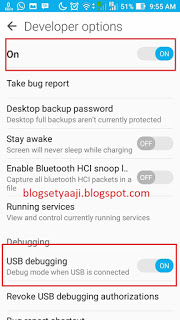 9:55 AM
Developer options
On
ON
Take bug report
Desktop backup password
Desktop full backups aren't currently protected
Stay awake
Screen will never sleep while charging
OFF
Enable Bluetooth HCI snoop l..
Capture all bluetooth HCI packets in a file
OFF
blogsetyaaji.blogspot.com
Running services
View and control currently running services
Debugging
USB debugging
Debug mode when USB is connected
ON
Revoke USB debugging authorizations
Bug report shortcut